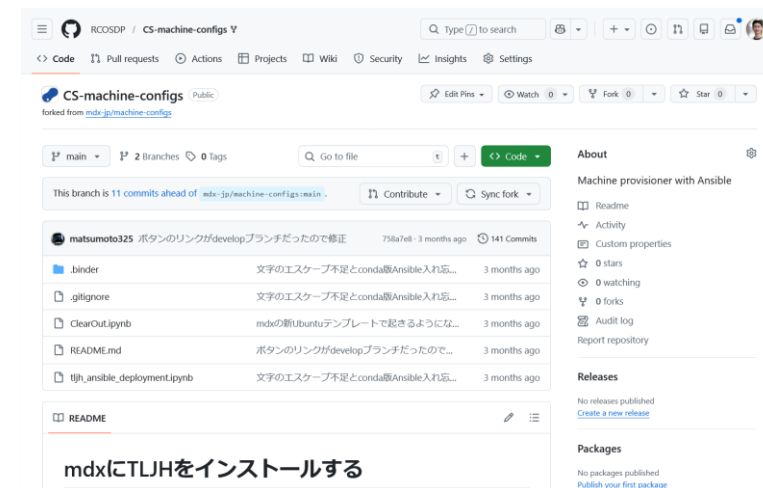 RCOSDP / CS-machine-configs
Type / to search
Code Pull requests Actions Projects Wiki Security Insights Settings
CS-machine-configs Public
Edit Pins Watch 0 Fork 0 Star 0
forked from mdx-jp/machine-configs
main 2 Branches 0 Tags
Go to file t
Code
This branch is 11 commits ahead of mdx-jp/machine-configs:main .
Contribute Sync fork
matsumoto325 ボタンのリンクがdevelopブランチだったので修正 758a7e8 · 3 months ago 141 Commits
.binder 文字のエスケープ不足とconda版Ansible入れ忘... 3 months ago
.gitignore 文字のエスケープ不足とconda版Ansible入れ忘... 3 months ago
ClearOut.ipynb mdxの新Ubuntuテンプレートで起きるようにな... 3 months ago
README.md ボタンのリンクがdevelopブランチだったので... 3 months ago
tljh_ansible_deployment.ipynb 文字のエスケープ不足とconda版Ansible入れ忘... 3 months ago
README
mdxにTLJHをインストールする
About
Machine provisioner with Ansible
Readme
Activity
Custom properties
0 stars
0 watching
0 forks
Audit log
Report repository
Releases
No releases published
Create a new release
Packages
No packages published
Publish your first package